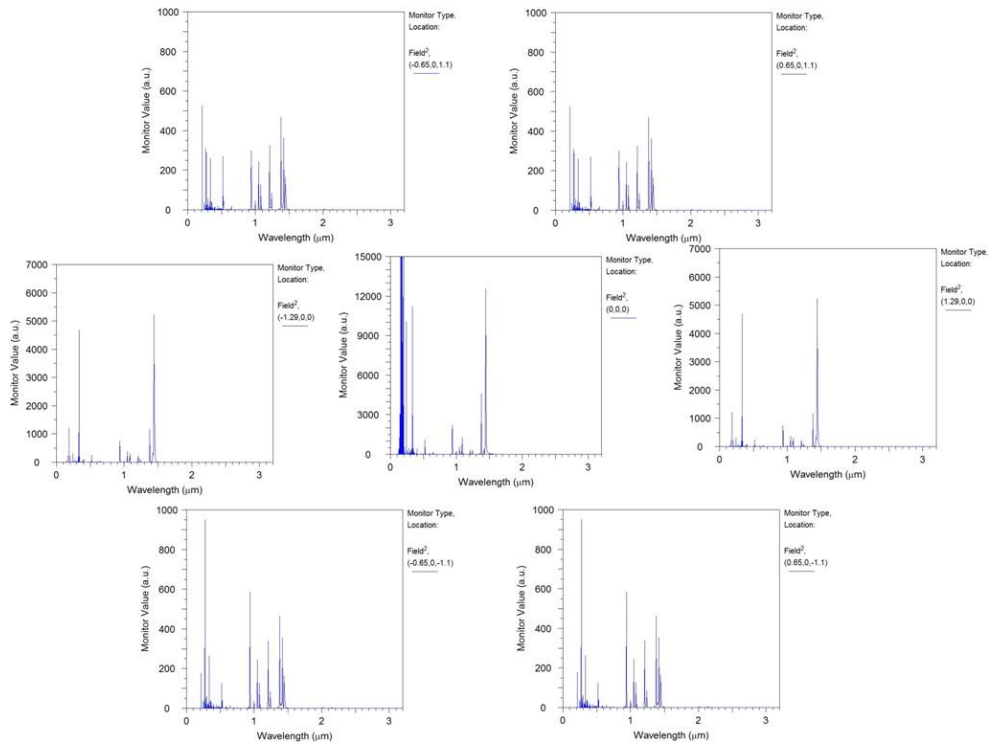 1000
800
600
400
200
0
Monitor Value (a.u.)
0 1 2 3
Wavelength (μm)
Monitor Type,
Location:
Field²,
(-0.65,0,1.1)
1000
800
600
400
200
0
Monitor Value (a.u.)
0 1 2 3
Wavelength (μm)
Monitor Type,
Location:
Field²,
(0.65,0,1.1)
7000
6000
5000
4000
3000
2000
1000
0
Monitor Value (a.u.)
0 1 2 3
Wavelength (μm)
Monitor Type,
Location:
Field²,
(-1.29,0,0)
15000
12000
9000
6000
3000
0
Monitor Value (a.u.)
0 1 2 3
Wavelength (μm)
Monitor Type,
Location:
Field²,
(0,0,0)
7000
6000
5000
4000
3000
2000
1000
0
Monitor Value (a.u.)
0 1 2 3
Wavelength (μm)
Monitor Type,
Location:
Field²,
(1.29,0,0)
1000
800
600
400
200
0
Monitor Value (a.u.)
0 1 2 3
Wavelength (μm)
Monitor Type,
Location:
Field²,
(-0.65,0,-1.1)
1000
800
600
400
200
0
Monitor Value (a.u.)
0 1 2 3
Wavelength (μm)
Monitor Type,
Location:
Field²,
(0.65,0,-1.1)